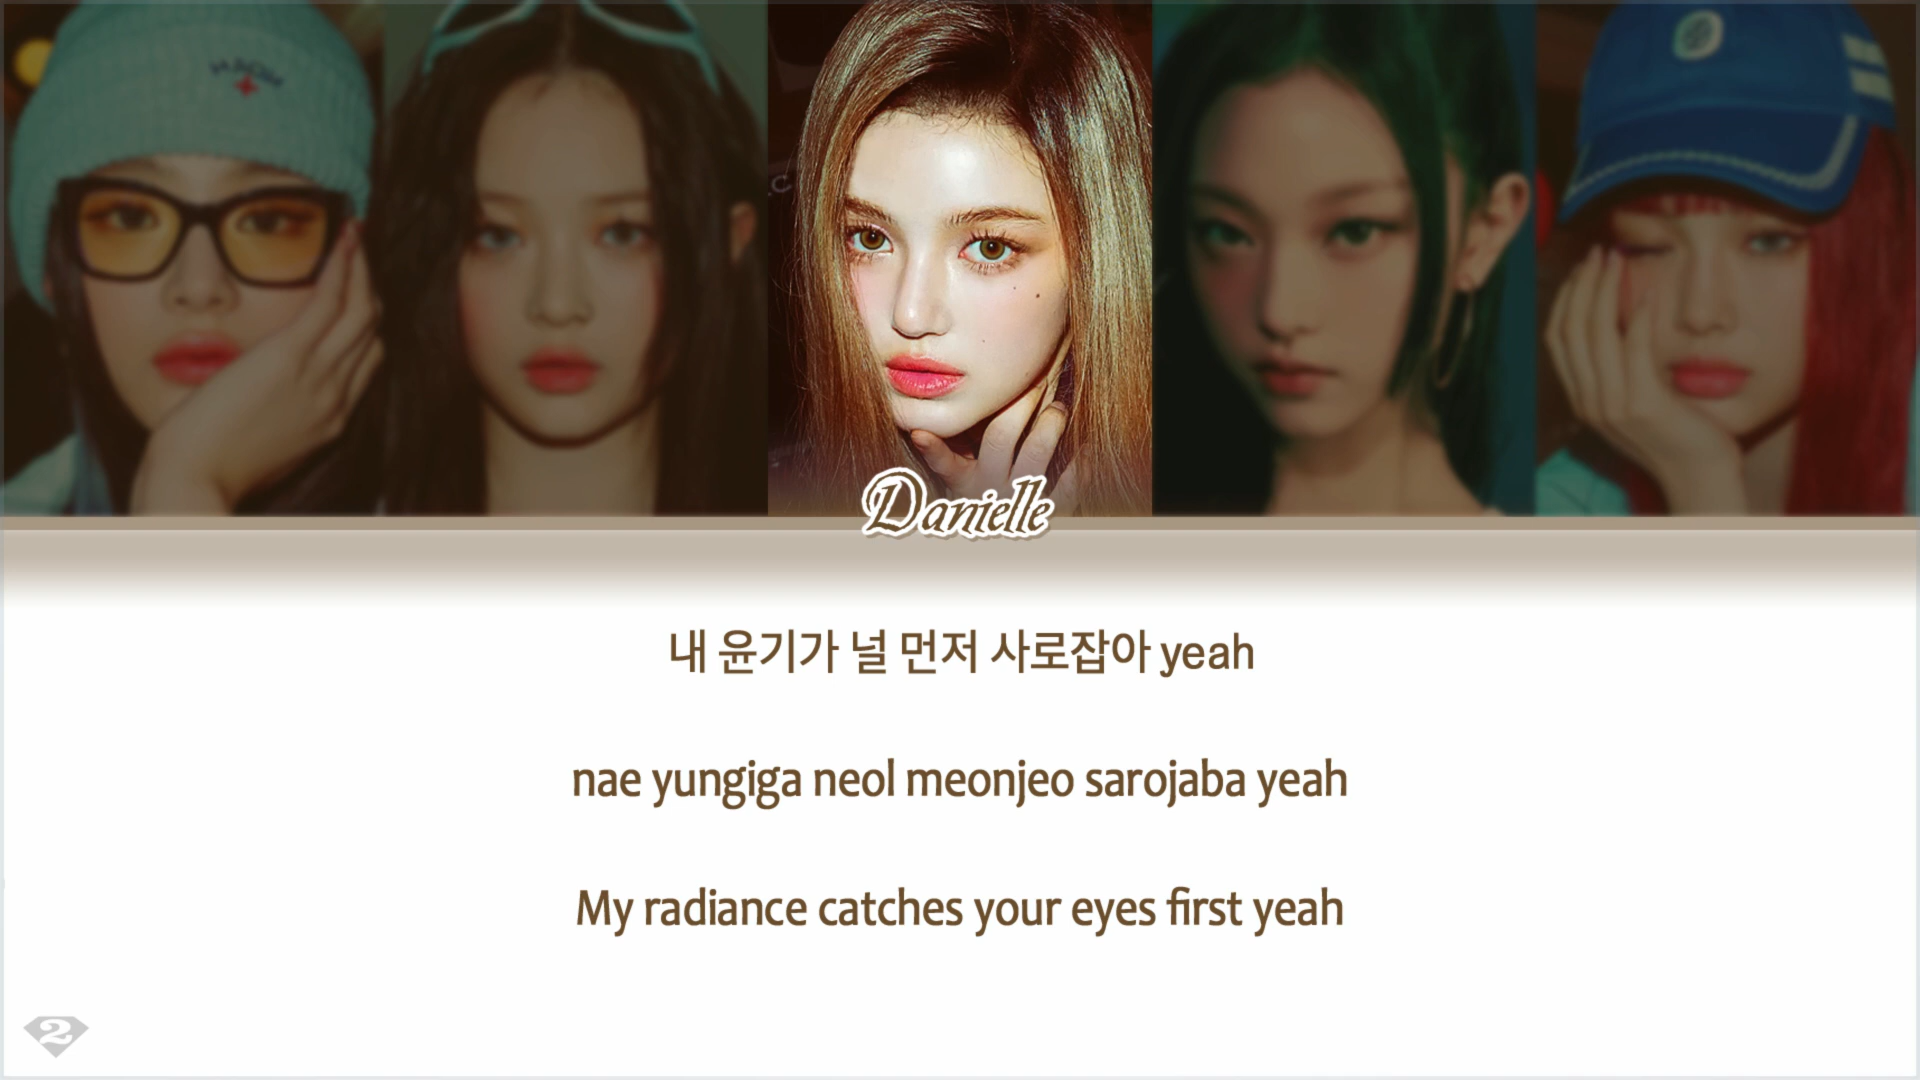 Danielle
내 윤기가 널 먼저 사로잡아 yeah
nae yungiga neol meonjeo sarojaba yeah
My radiance catches your eyes first yeah
2